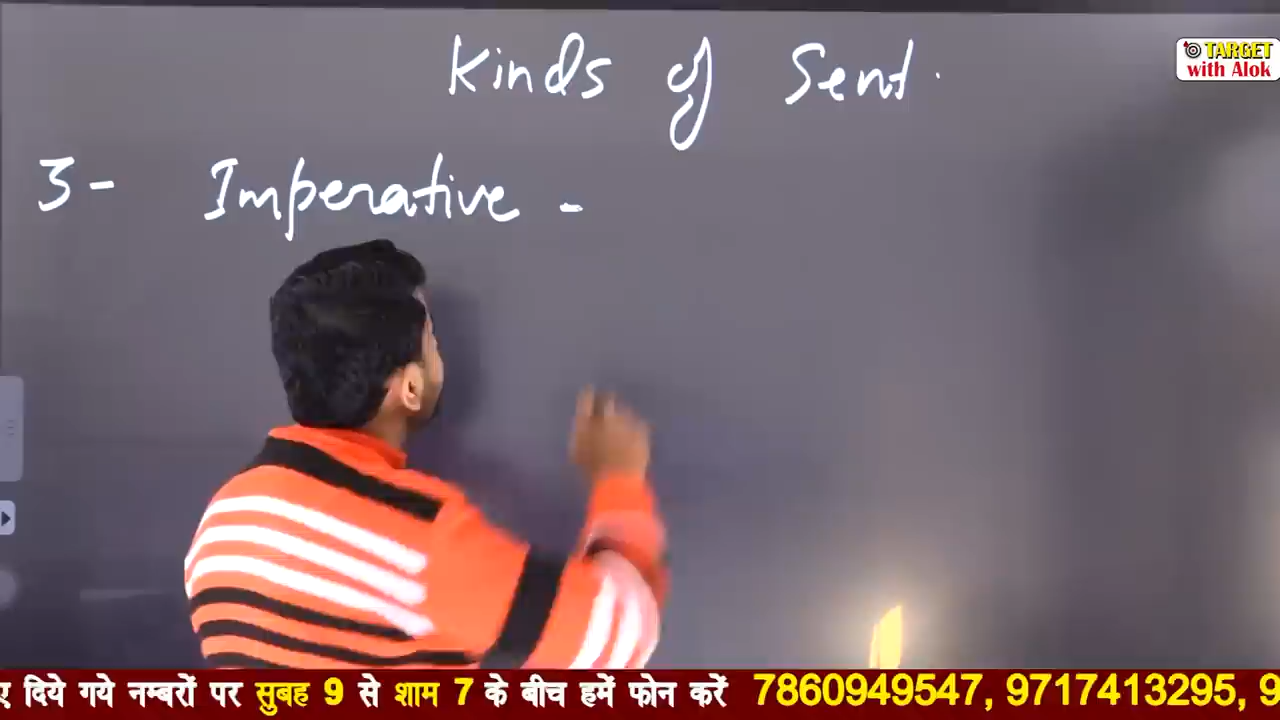 Kinds of Sent.
TARGET
with Alok
3- Imperative -
ए दिये गये नम्बरों पर सुबह 9 से शाम 7 के बीच हमें फोन करें 7860949547, 9717413295, 9